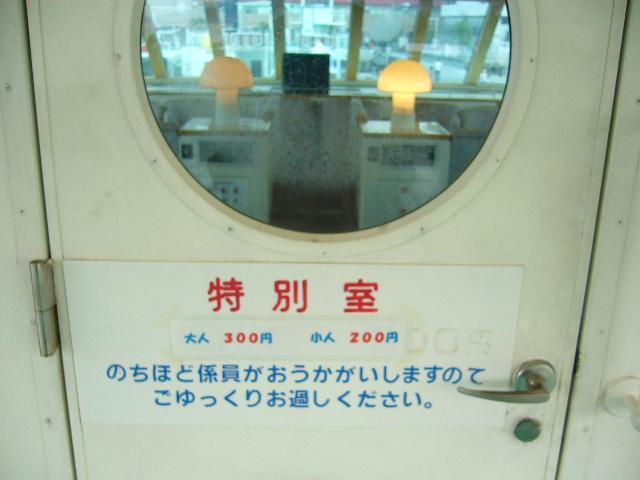 特別室
大人 300円 小人 200円
のちほど係員がおうかがいしますので
ごゆっくりお過しください。